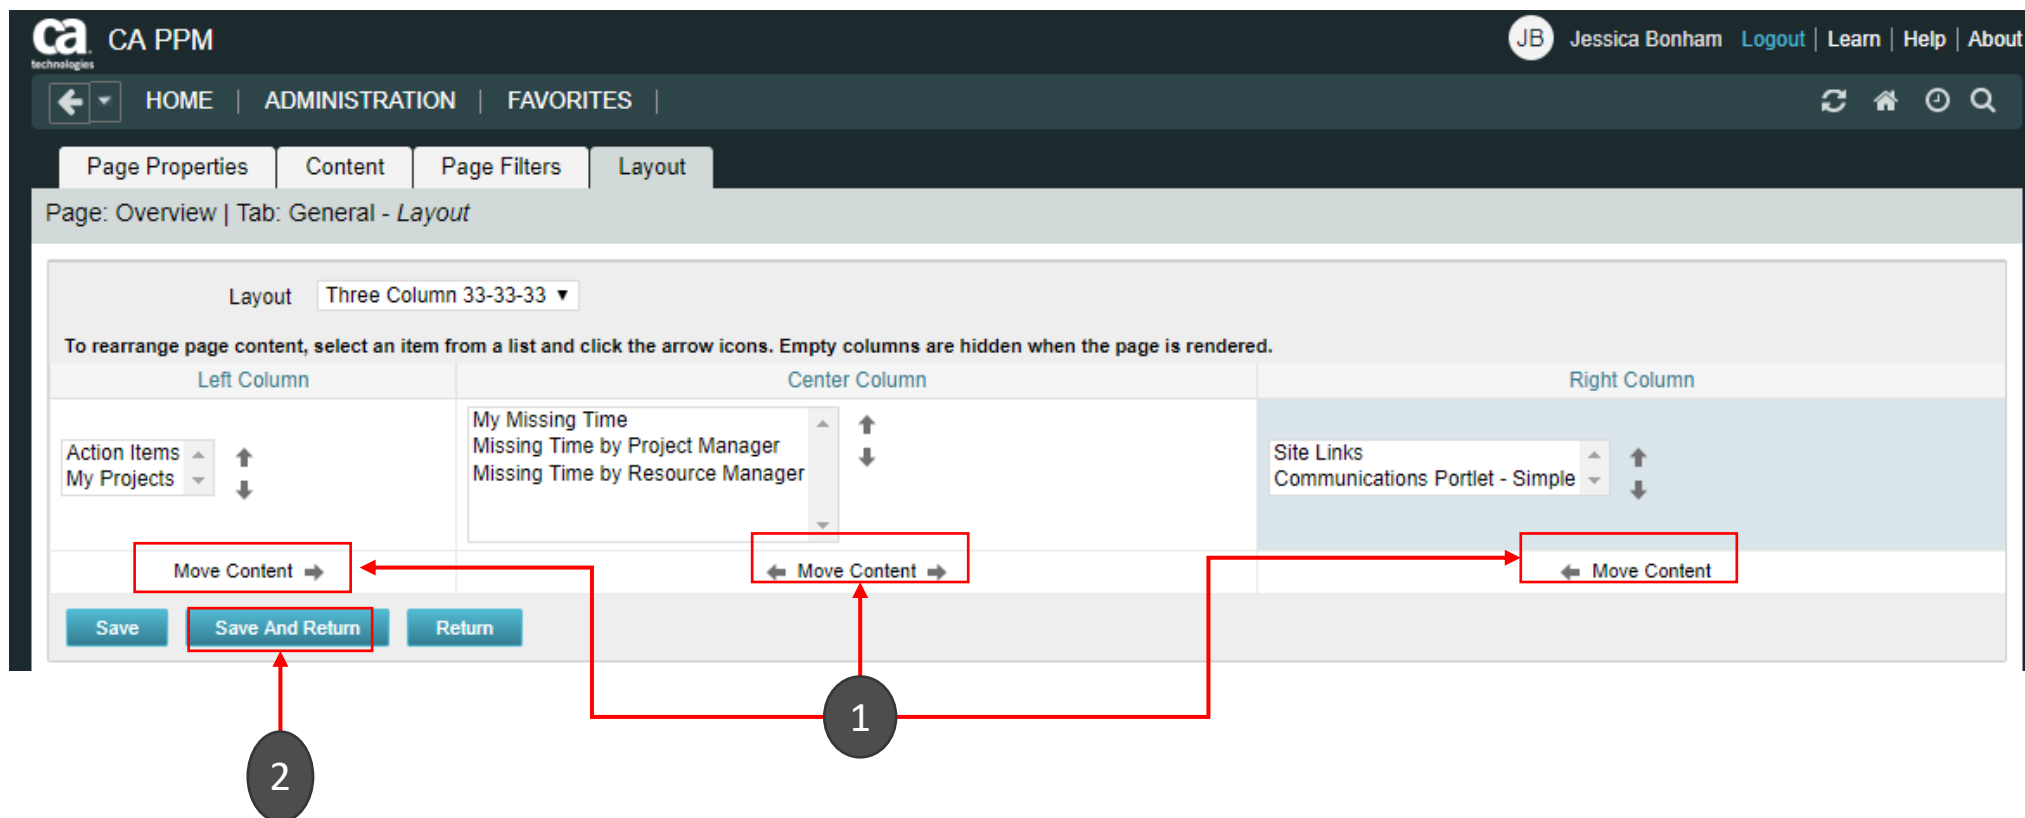 ca technologies CA PPM JB Jessica Bonham Logout | Learn | Help | About
HOME | ADMINISTRATION | FAVORITES |
Page Properties Content Page Filters Layout
Page: Overview | Tab: General - Layout
Layout Three Column 33-33-33
To rearrange page content, select an item from a list and click the arrow icons. Empty columns are hidden when the page is rendered.
Left Column Center Column Right Column
Action Items
My Projects
My Missing Time
Missing Time by Project Manager
Missing Time by Resource Manager
Site Links
Communications Portlet - Simple
Move Content Move Content Move Content
Save Save And Return Return
1
2